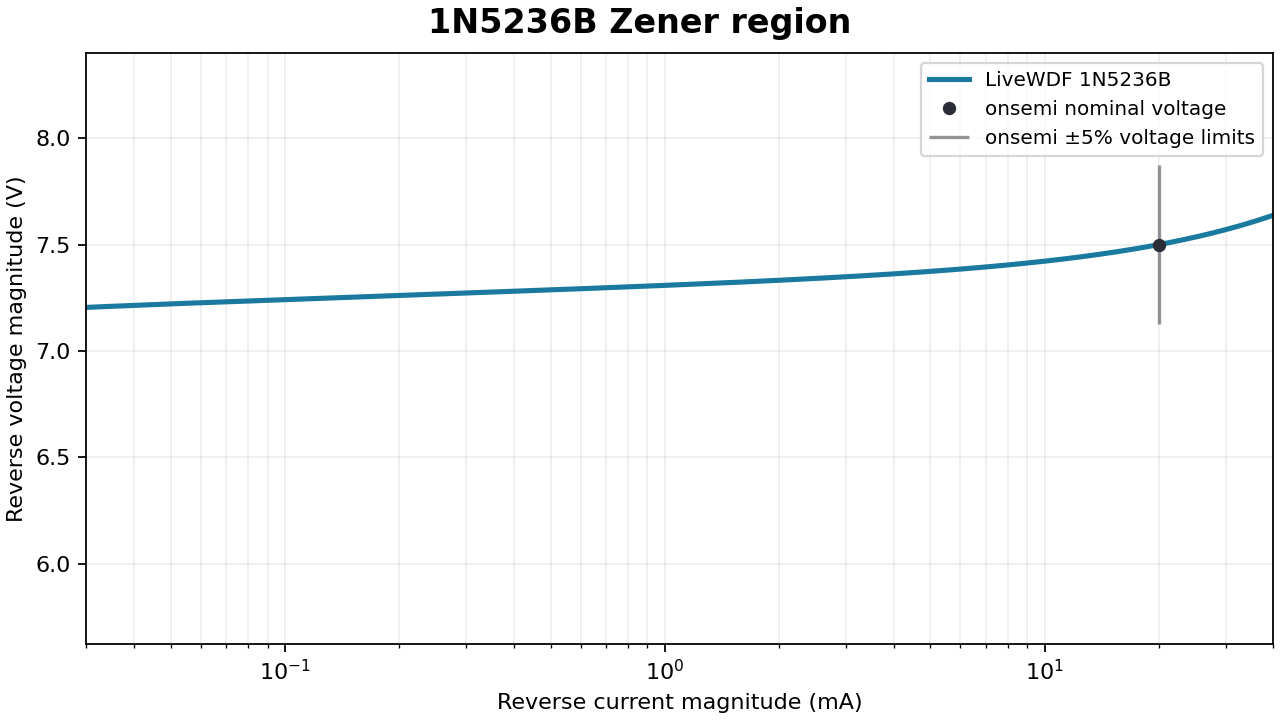 1N5236B Zener region
LiveWDF 1N5236B
onsemi nominal voltage
onsemi ±5% voltage limits
Reverse voltage magnitude (V)
8.0
7.5
7.0
6.5
6.0
10⁻¹
10⁰
10¹
Reverse current magnitude (mA)